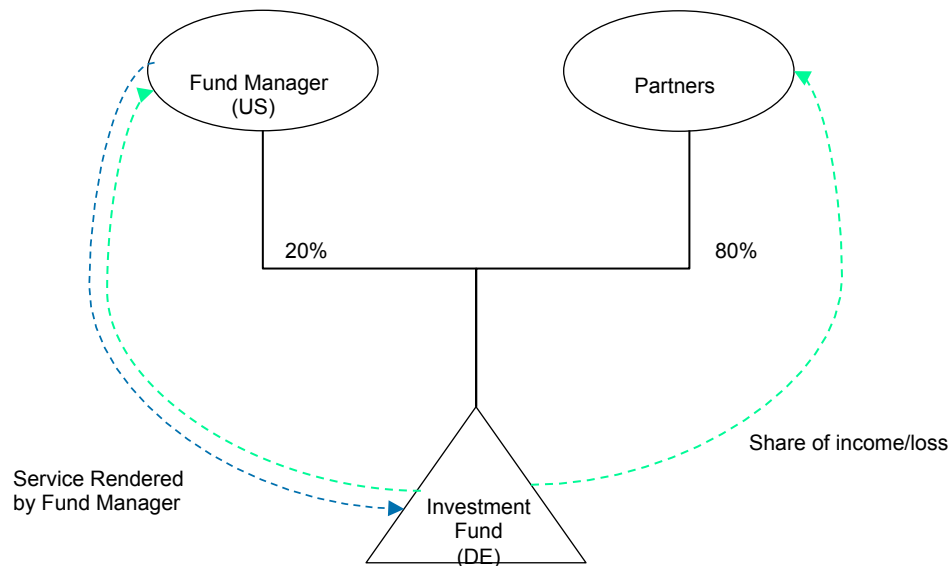 Fund Manager
(US)
Partners
20%
80%
Share of income/loss
Service Rendered
by Fund Manager
Investment
Fund
(DE)